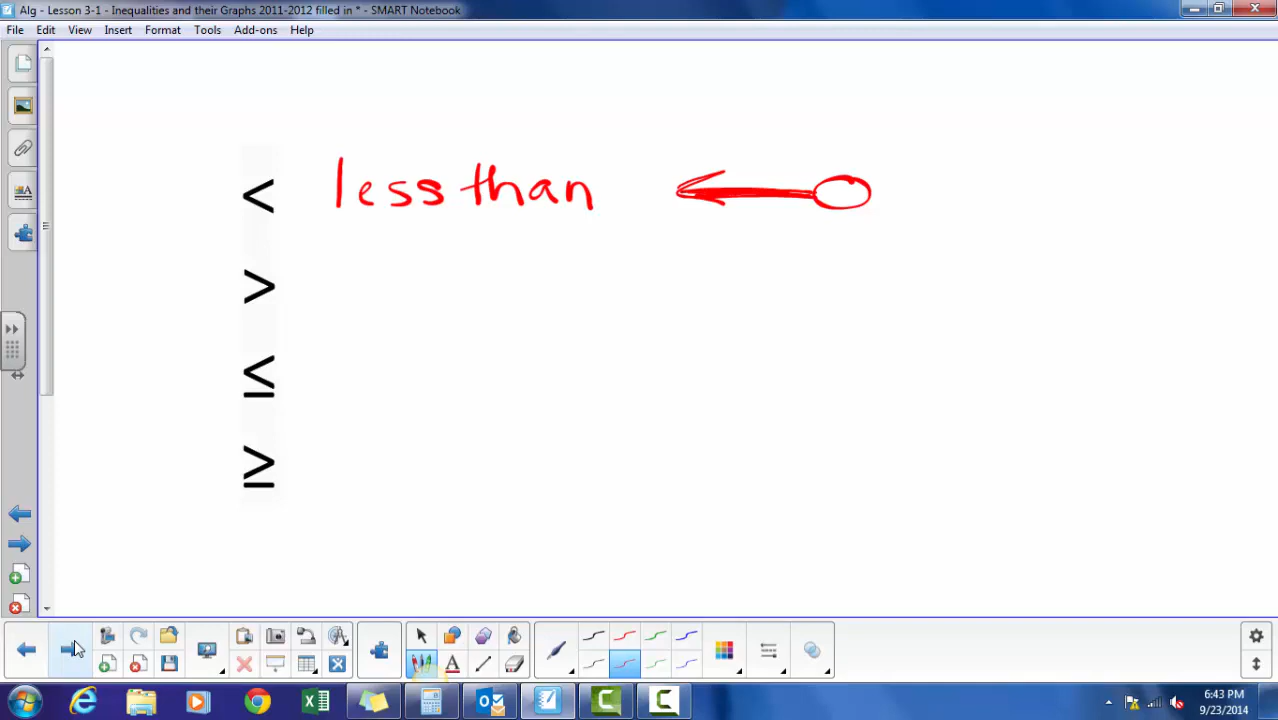 Alg - Lesson 3-1 - Inequalities and their Graphs 2011-2012 filled in * - SMART Notebook
File Edit View Insert Format Tools Add-ons Help
< less than
>
≤
≥
6:43 PM
9/23/2014